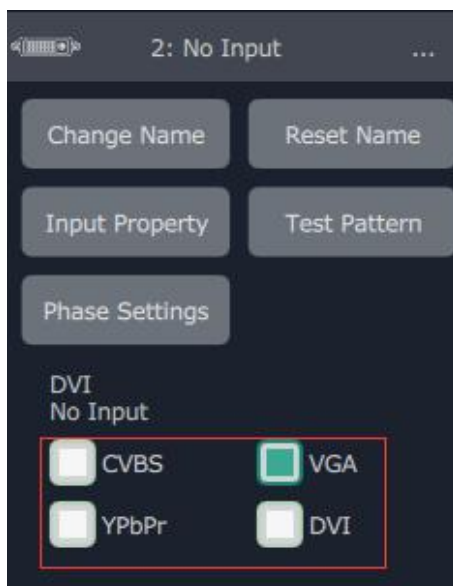 2: No Input ...
Change Name Reset Name
Input Property Test Pattern
Phase Settings
DVI
No Input
CVBS VGA
YPbPr DVI